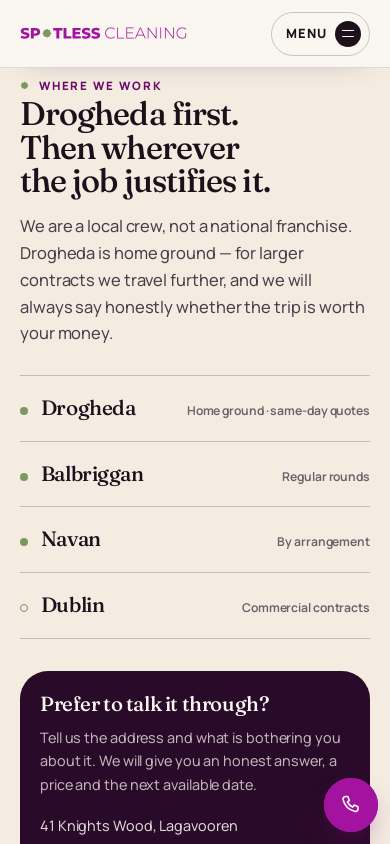 SP TLESS CLEANING
MENU
WHERE WE WORK
Drogheda first.
Then wherever
the job justifies it.
We are a local crew, not a national franchise.
Drogheda is home ground — for larger
contracts we travel further, and we will
always say honestly whether the trip is worth
your money.
Drogheda
Home ground · same-day quotes
Balbriggan
Regular rounds
Navan
By arrangement
Dublin
Commercial contracts
Prefer to talk it through?
Tell us the address and what is bothering you
about it. We will give you an honest answer, a
price and the next available date.
41 Knights Wood, Lagavooren